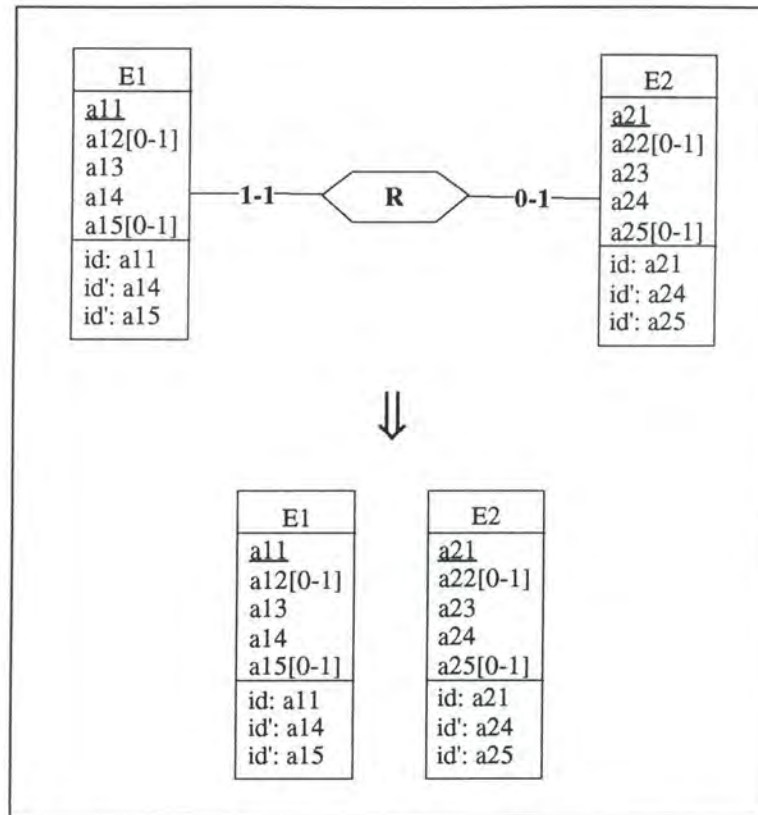 E1
a11
a12[0-1]
a13
a14
a15[0-1]
id: a11
id': a14
id': a15
1-1
R
0-1
E2
a21
a22[0-1]
a23
a24
a25[0-1]
id: a21
id': a24
id': a25
⇓
E1
a11
a12[0-1]
a13
a14
a15[0-1]
id: a11
id': a14
id': a15
E2
a21
a22[0-1]
a23
a24
a25[0-1]
id: a21
id': a24
id': a25